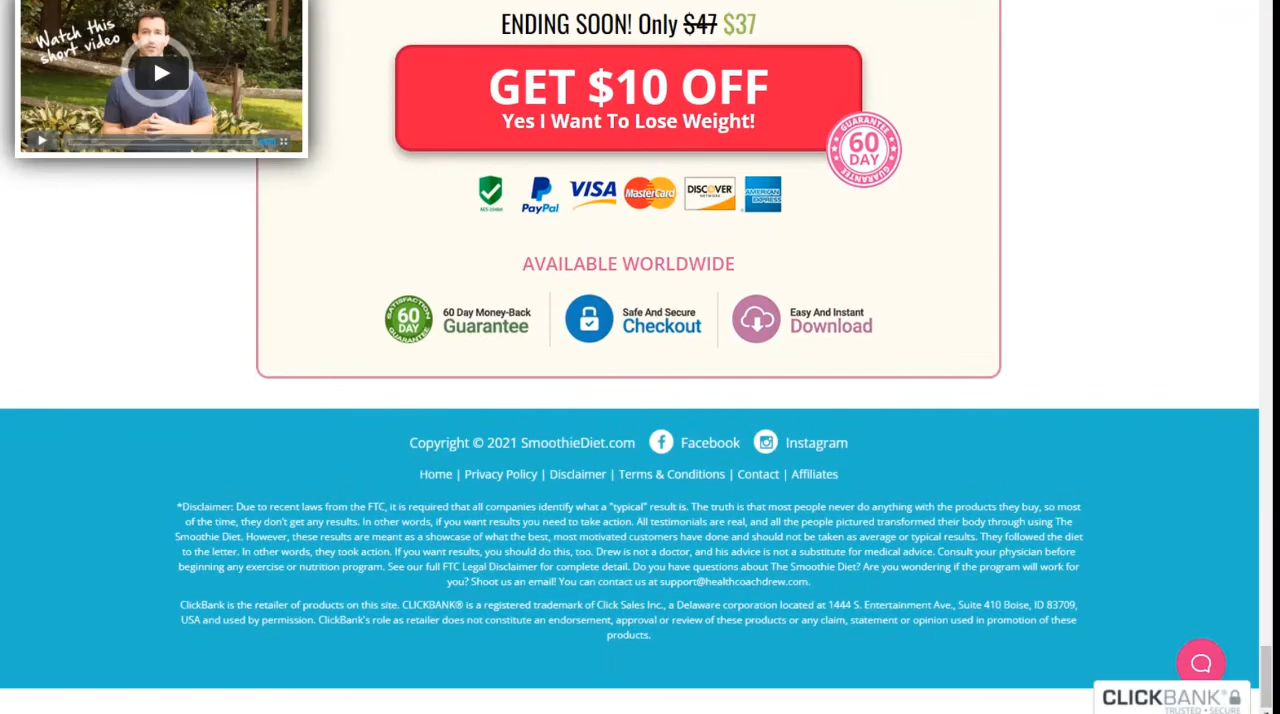 Watch this
short video
ENDING SOON! Only $47 $37
GET $10 OFF
Yes I Want To Lose Weight!
GUARANTEE
60
DAY
GUARANTEE
PayPal
VISA
MasterCard
DISCOVER
NETWORK
AMERICAN
EXPRESS
AVAILABLE WORLDWIDE
SATISFACTION
60
DAY
GUARANTEE
60 Day Money-Back
Guarantee
Safe And Secure
Checkout
Easy And Instant
Download
Copyright © 2021 SmoothieDiet.com Facebook Instagram
Home | Privacy Policy | Disclaimer | Terms & Conditions | Contact | Affiliates
*Disclaimer: Due to recent laws from the FTC, it is required that all companies identify what a "typical" result is. The truth is that most people never do anything with the products they buy, so most
of the time, they don't get any results. In other words, if you want results you need to take action. All testimonials are real, and all the people pictured transformed their body through using The
Smoothie Diet. However, these results are meant as a showcase of what the best, most motivated customers have done and should not be taken as average or typical results. They followed the diet
to the letter. In other words, they took action. If you want results, you should do this, too. Drew is not a doctor, and his advice is not a substitute for medical advice. Consult your physician before
beginning any exercise or nutrition program. See our full FTC Legal Disclaimer for complete detail. Do you have questions about The Smoothie Diet? Are you wondering if the program will work for
you? Shoot us an email! You can contact us at support@healthcoachdrew.com.
ClickBank is the retailer of products on this site. CLICKBANK® is a registered trademark of Click Sales Inc., a Delaware corporation located at 1444 S. Entertainment Ave., Suite 410 Boise, ID 83709,
USA and used by permission. ClickBank's role as retailer does not constitute an endorsement, approval or review of these products or any claim, statement or opinion used in promotion of these
products.
CLICKBANK®
TRUSTED • SECURE